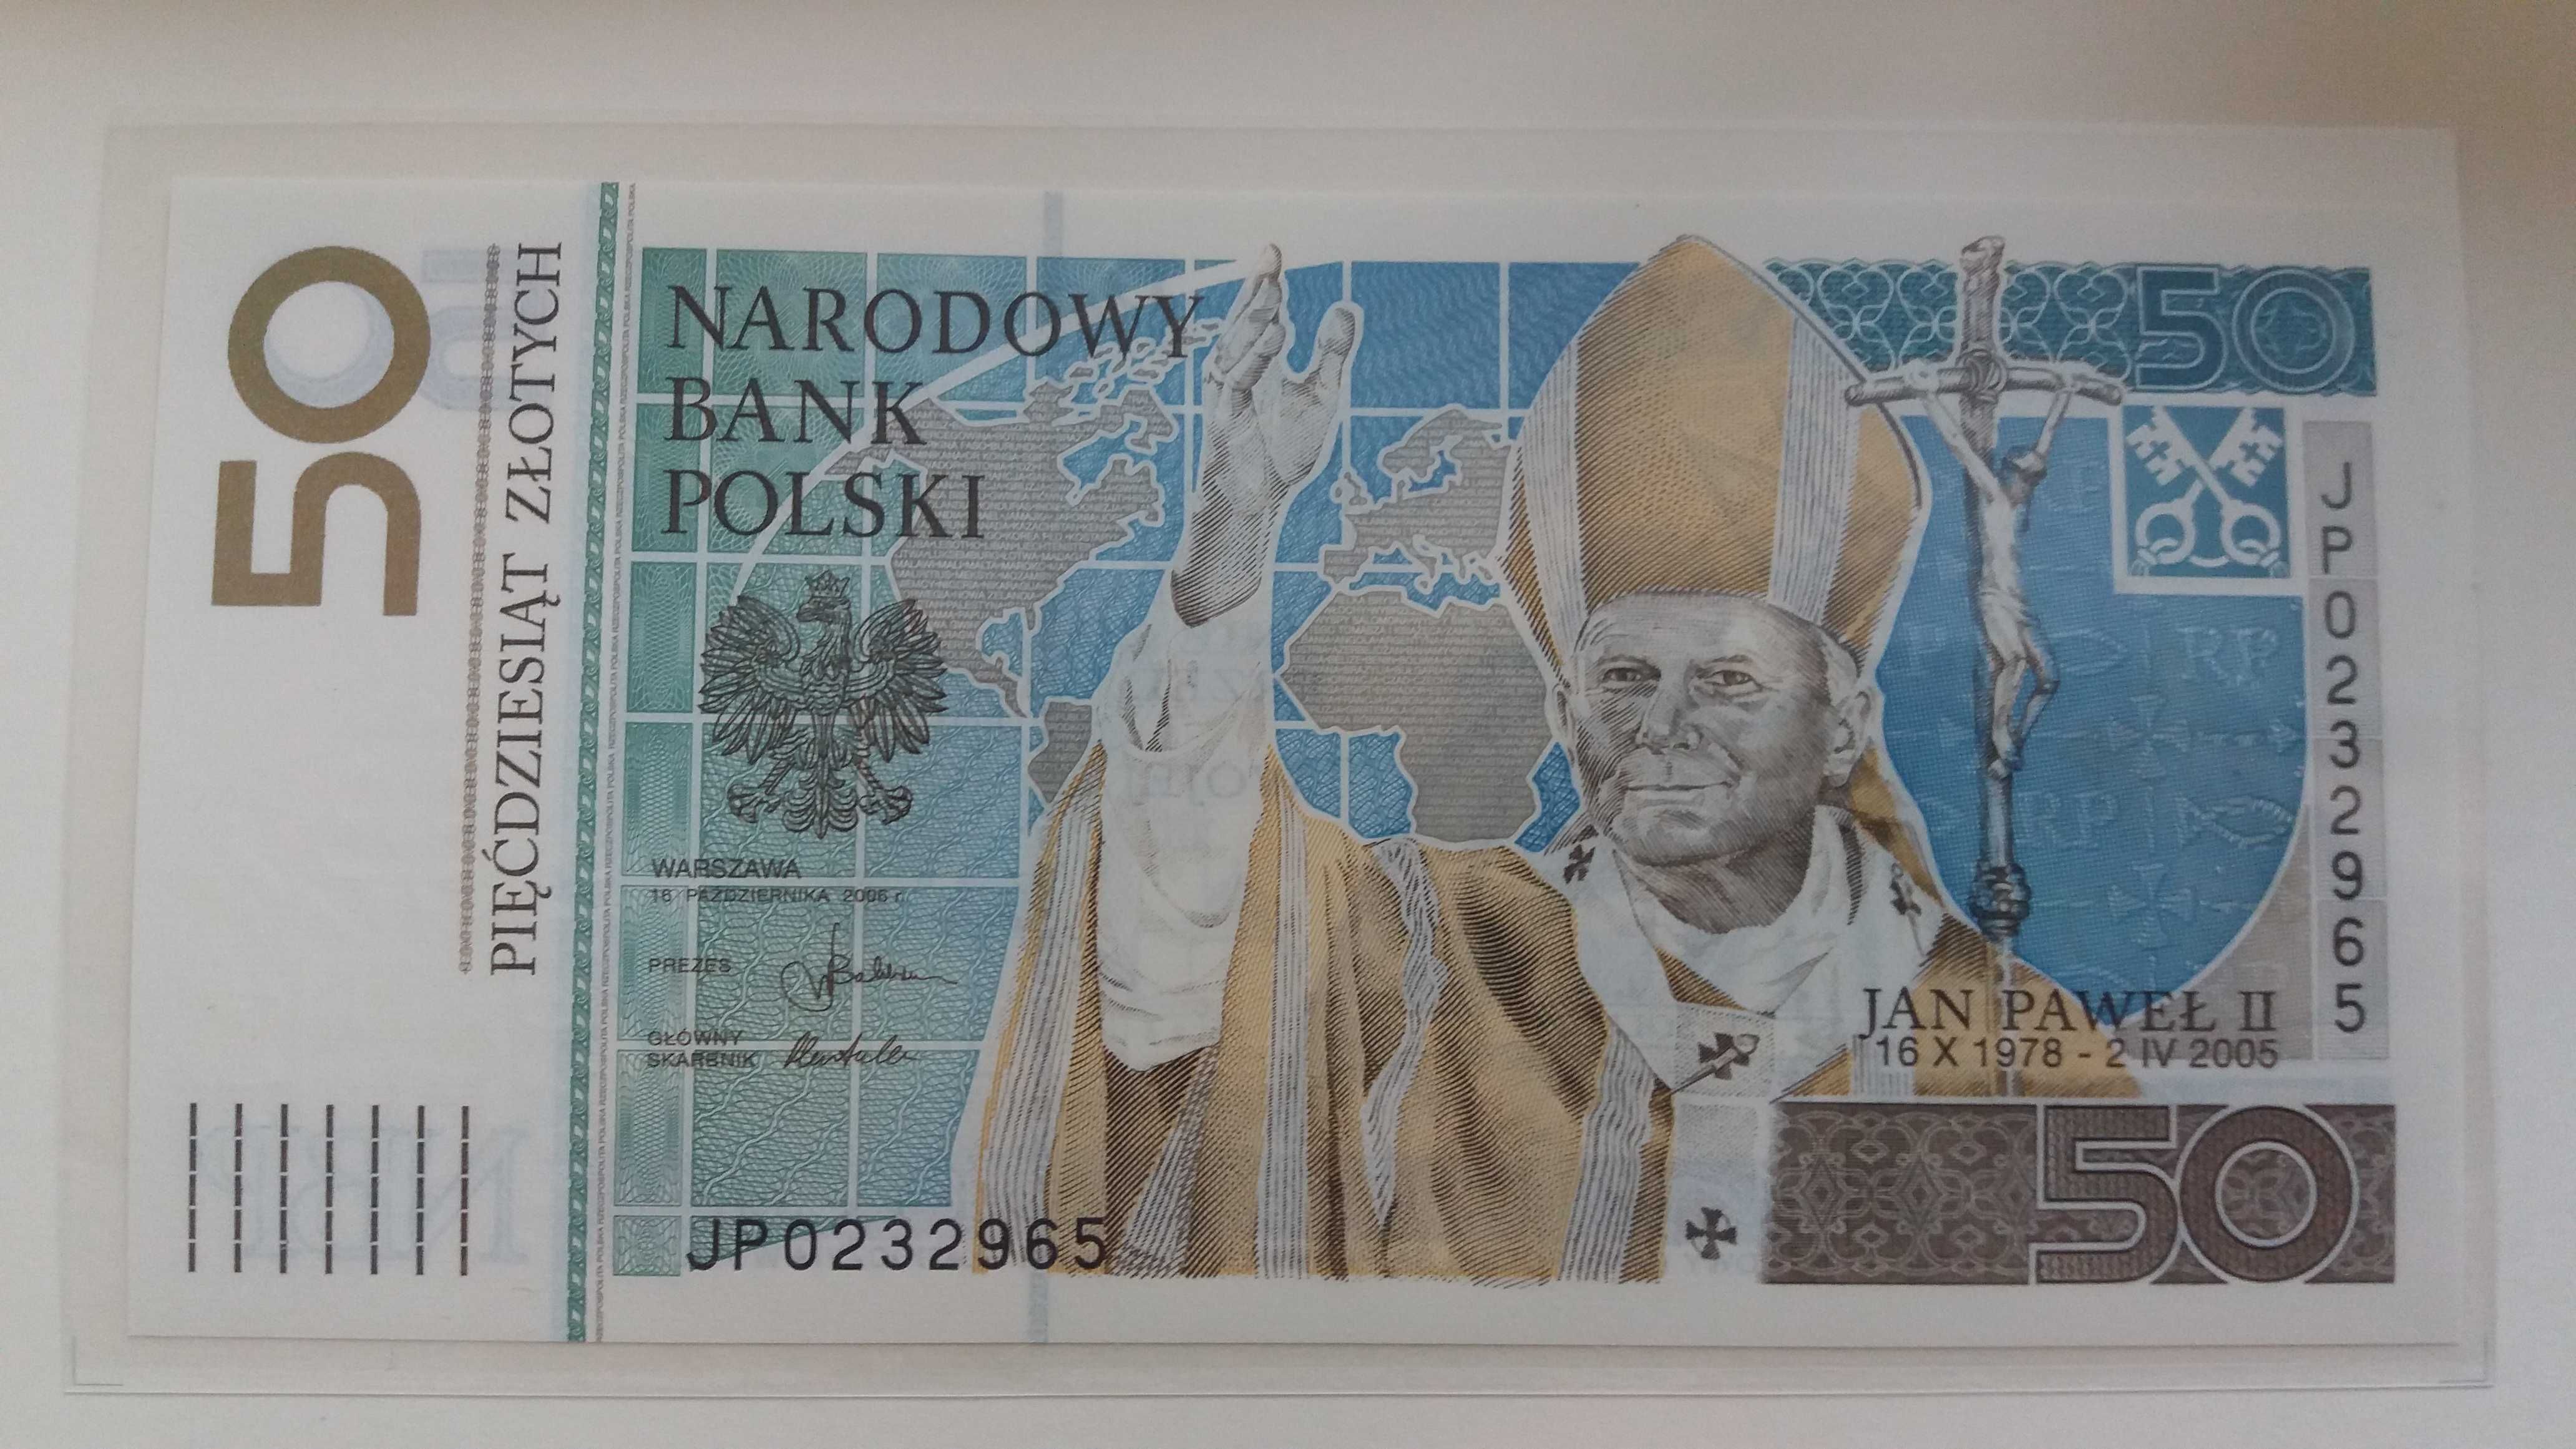 50
PIĘĆDZIESIĄT ZŁOTYCH
NARODOWY
BANK
POLSKI
WARSZAWA
16 PAŹDZIERNIKA 2006 r.
PREZES
GŁÓWNY
SKARBNIK
JP0232965
50
JP0232965
JAN PAWEŁ II
16 X 1978 - 2 IV 2005
50